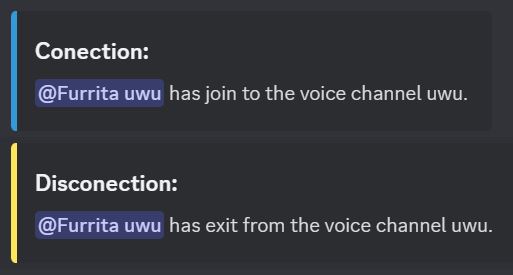 Conection:
@Furrita uwu has join to the voice channel uwu.
Disconection:
@Furrita uwu has exit from the voice channel uwu.